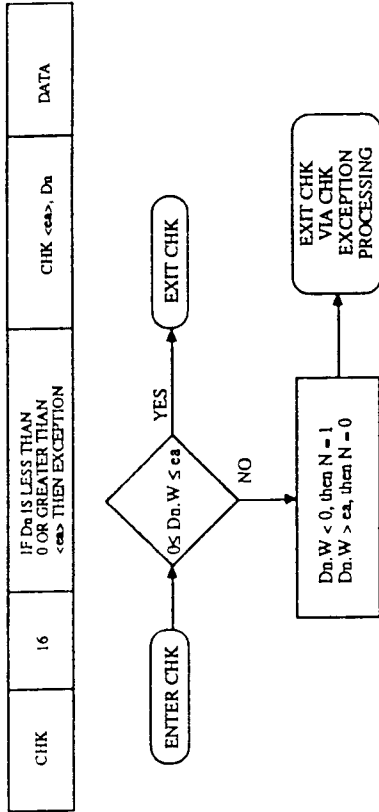 CHK
16
IF Dn IS LESS THAN
0 OR GREATER THAN
<ea> THEN EXCEPTION
CHK <ea>, Dn
DATA
ENTER CHK
0≤ Dn.W ≤ ea
YES
EXIT CHK
NO
Dn.W < 0, then N = 1
Dn.W > ea, then N = 0
EXIT CHK
VIA CHK
EXCEPTION
PROCESSING